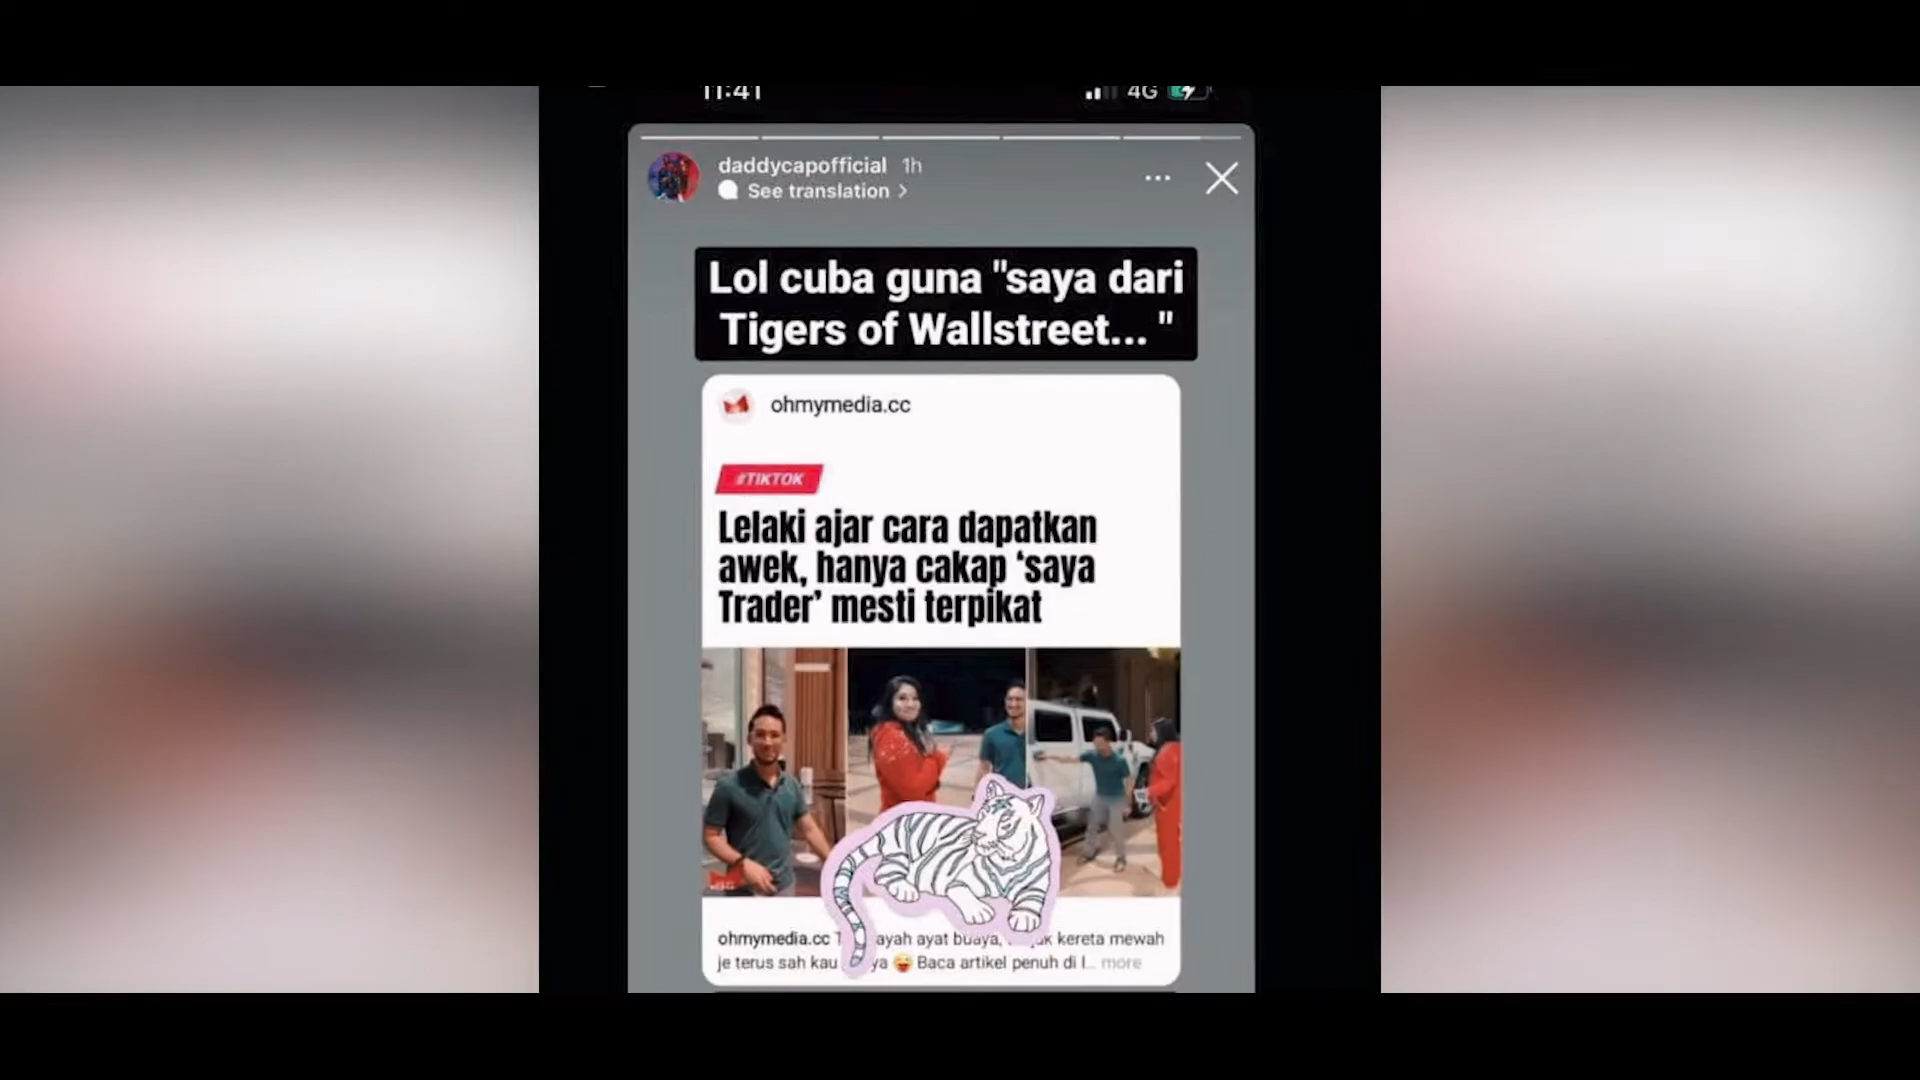 11:41 4G
daddycapofficial 1h
See translation >
Lol cuba guna "saya dari
Tigers of Wallstreet... "
ohmymedia.cc
#TIKTOK
Lelaki ajar cara dapatkan
awek, hanya cakap ‘saya
Trader’ mesti terpikat
ohmymedia.cc ayat buaya, kereta mewah
je terus sah kau 😜 Baca artikel penuh di l... more